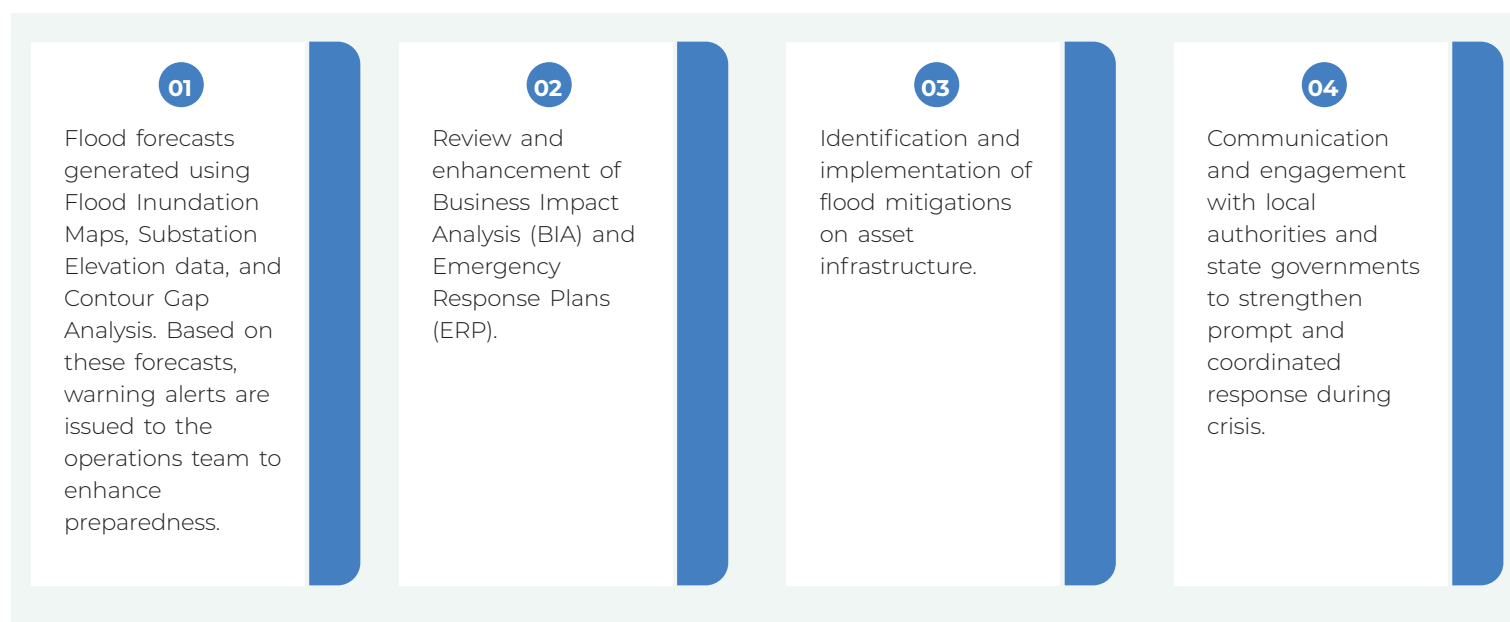 01
Flood forecasts
generated using
Flood Inundation
Maps, Substation
Elevation data, and
Contour Gap
Analysis. Based on
these forecasts,
warning alerts are
issued to the
operations team to
enhance
preparedness.
02
Review and
enhancement of
Business Impact
Analysis (BIA) and
Emergency
Response Plans
(ERP).
03
Identification and
implementation of
flood mitigations
on asset
infrastructure.
04
Communication
and engagement
with local
authorities and
state governments
to strengthen
prompt and
coordinated
response during
crisis.